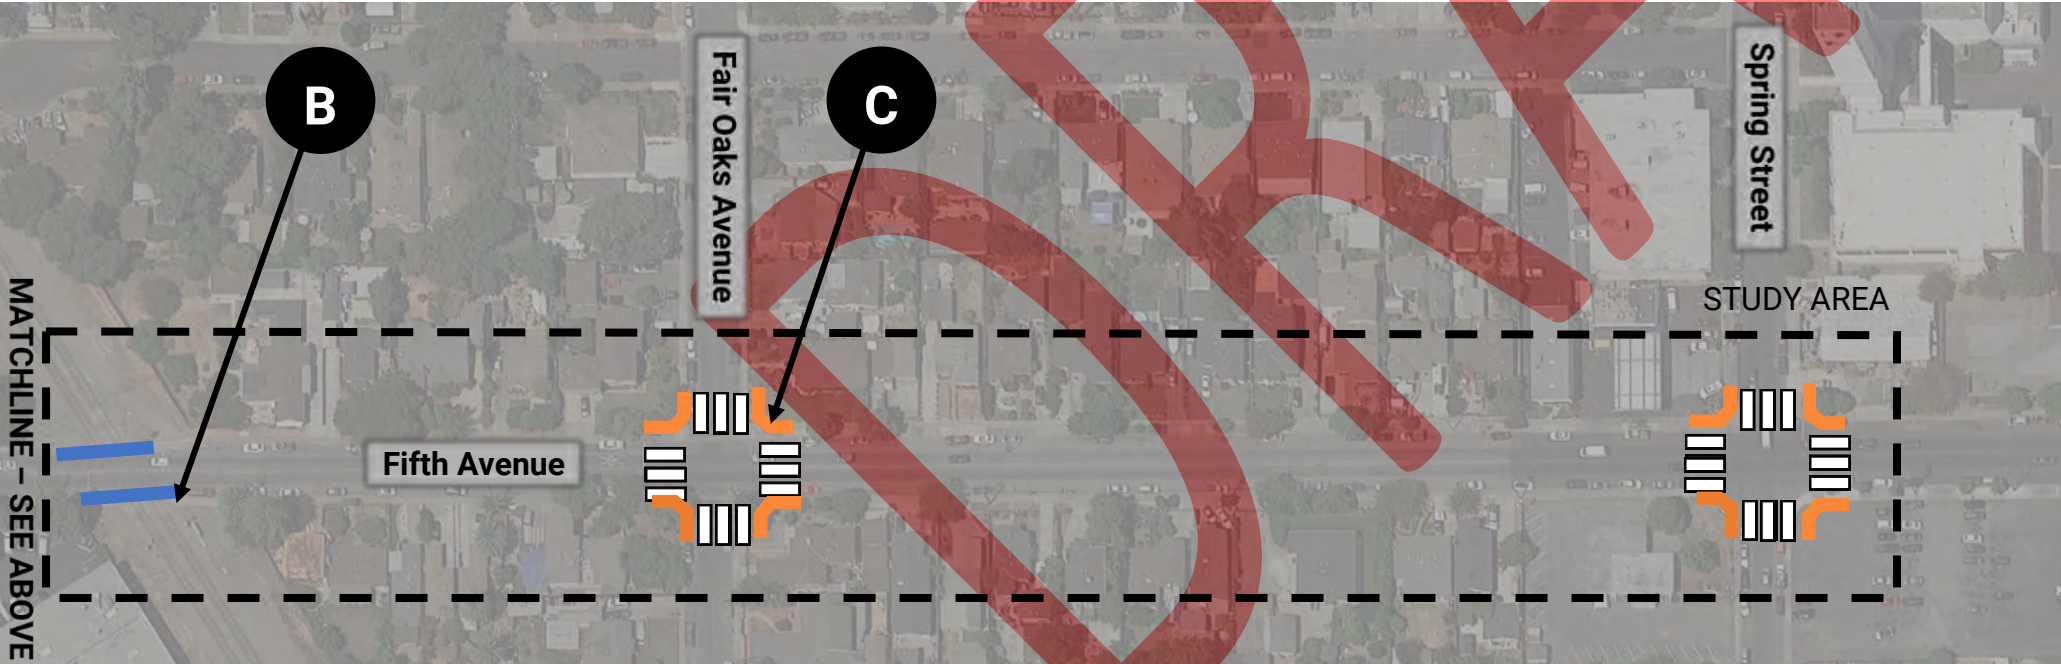 B
C
Fair Oaks Avenue
Spring Street
STUDY AREA
MATCHLINE – SEE ABOVE
Fifth Avenue